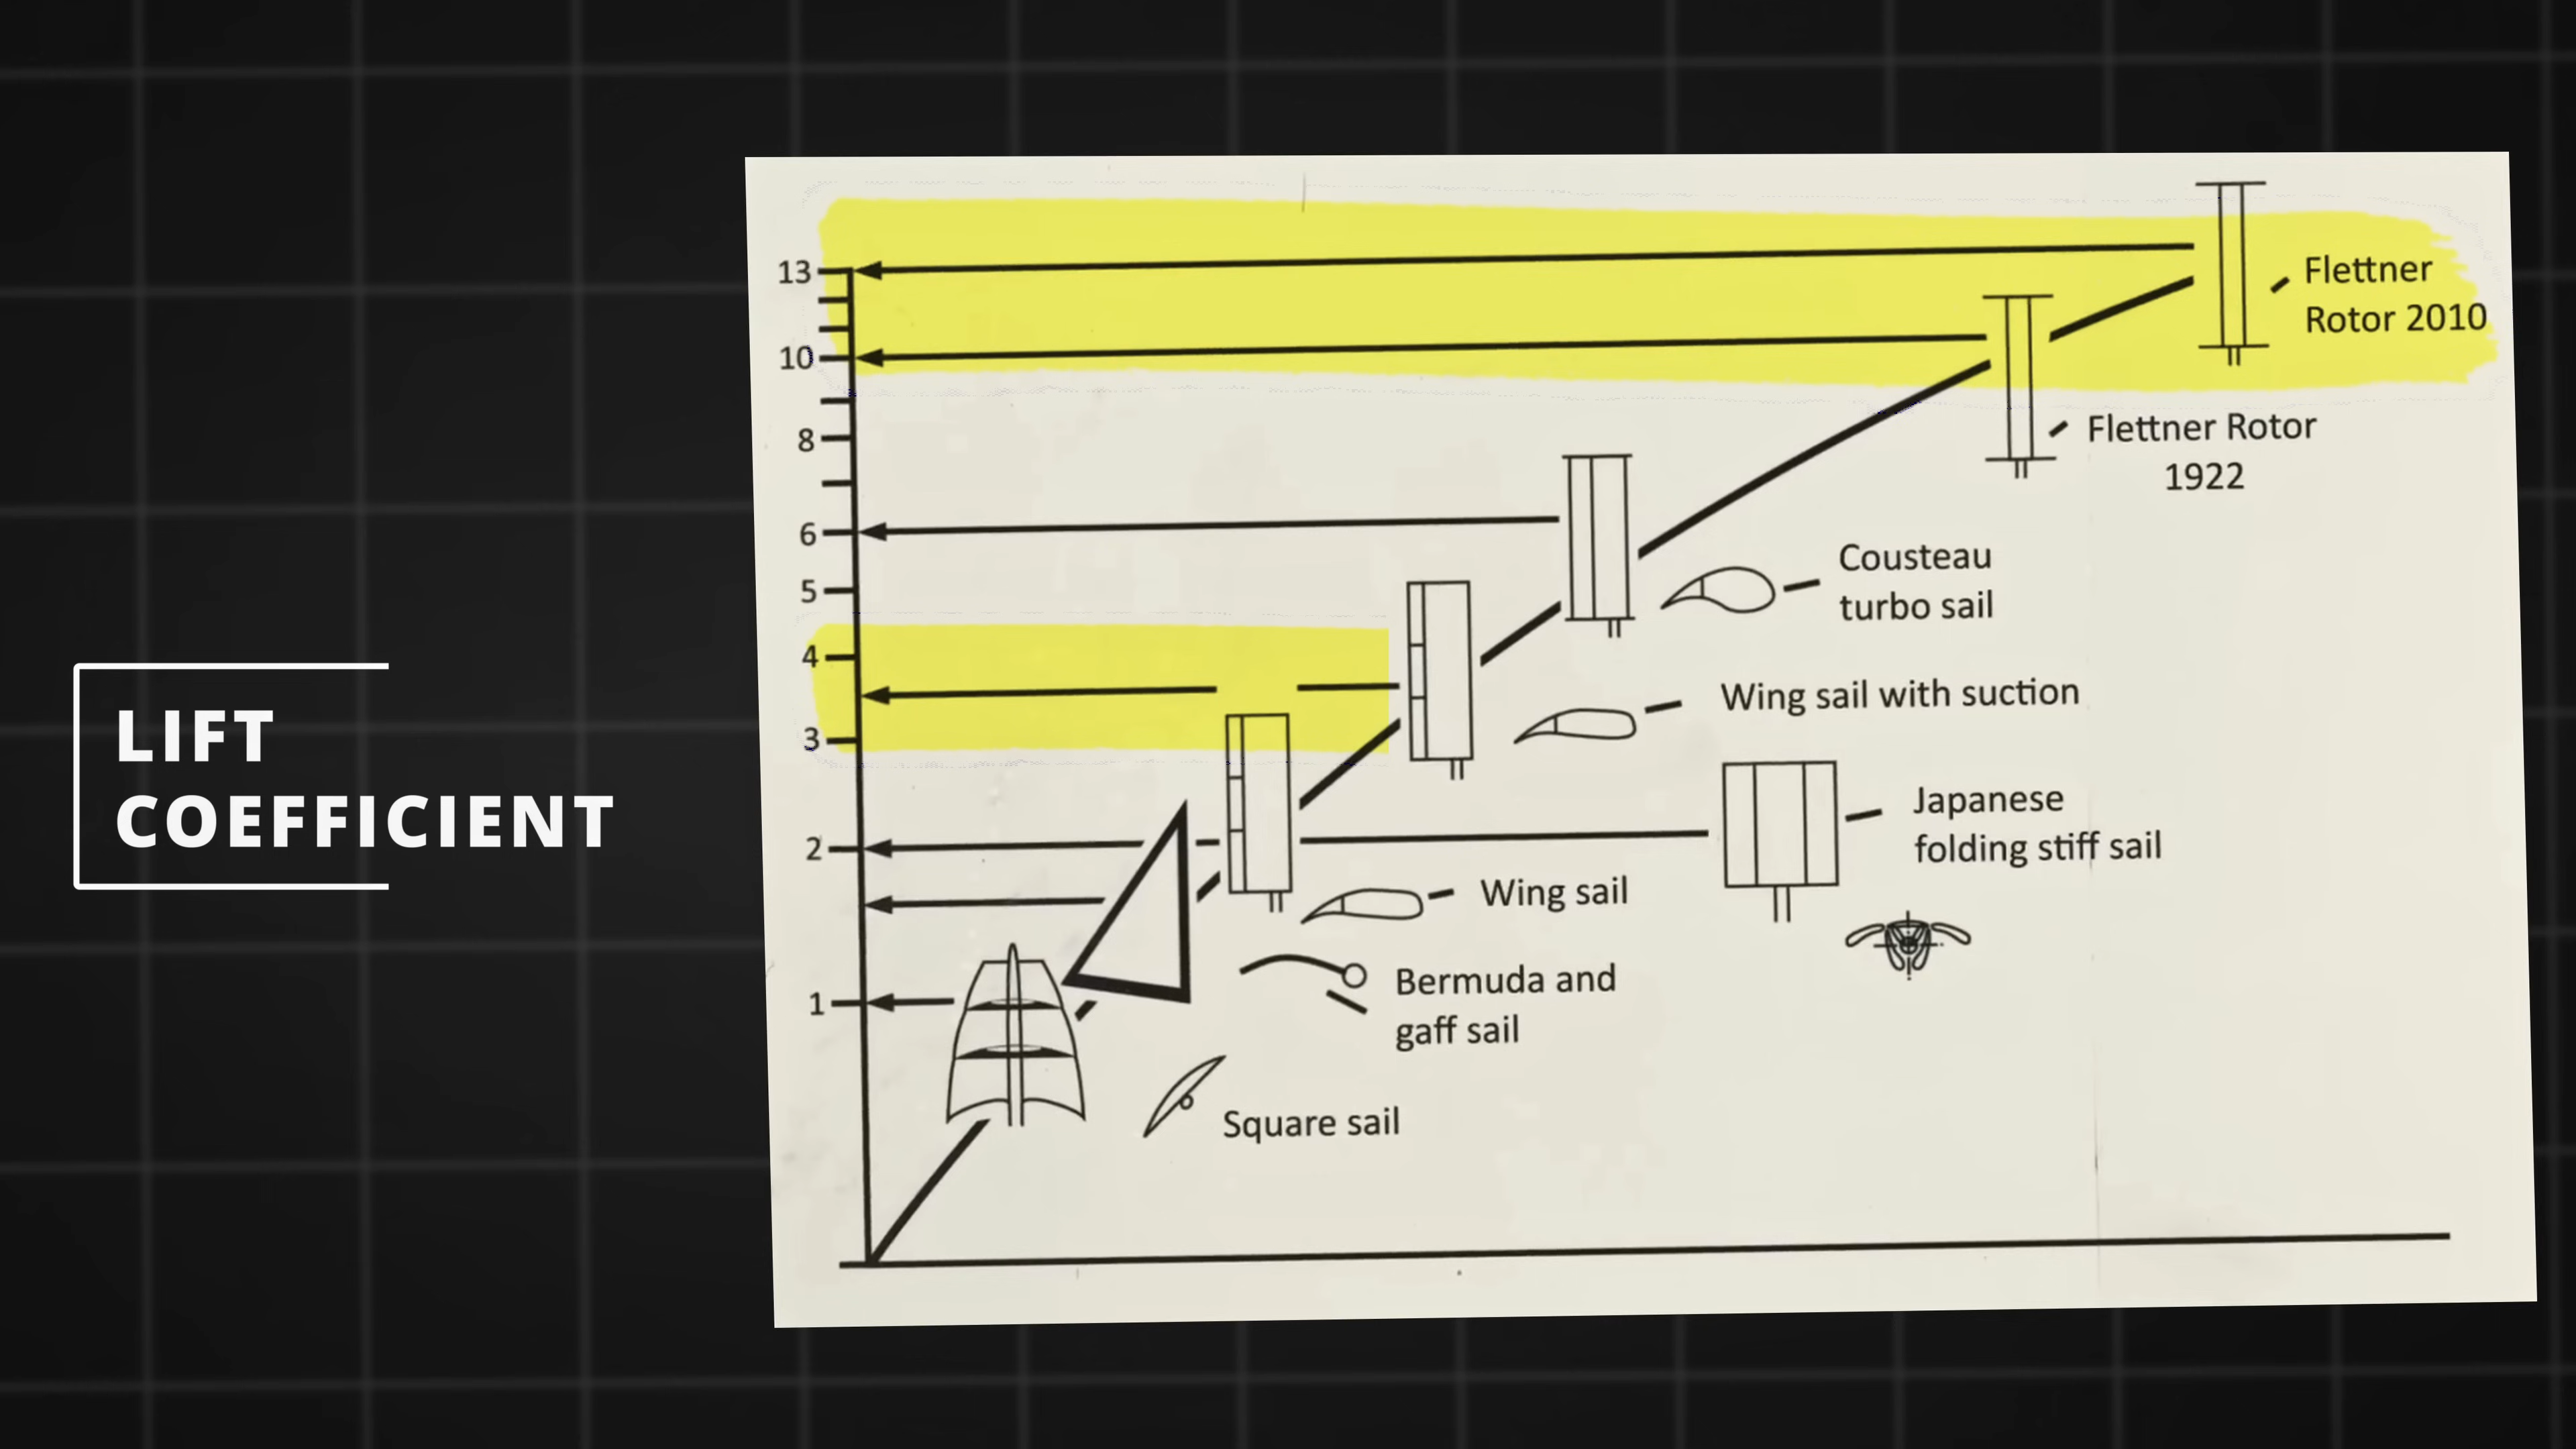 LIFT
COEFFICIENT
13
10
8
6
5
4
3
2
1
Flettner
Rotor 2010
Flettner Rotor
1922
Cousteau
turbo sail
Wing sail with suction
Japanese
folding stiff sail
Wing sail
Bermuda and
gaff sail
Square sail